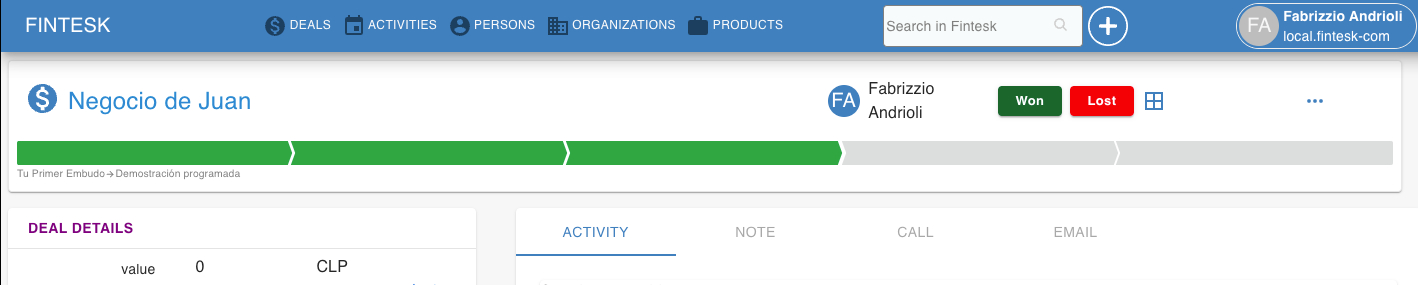 FINTESK
DEALS
ACTIVITIES
PERSONS
ORGANIZATIONS
PRODUCTS
Search in Fintesk
FA
Fabrizzio Andrioli
local.fintesk-com
Negocio de Juan
FA
Fabrizzio
Andrioli
Won
Lost
Tu Primer Embudo→Demostración programada
DEAL DETAILS
value 0 CLP
ACTIVITY
NOTE
CALL
EMAIL